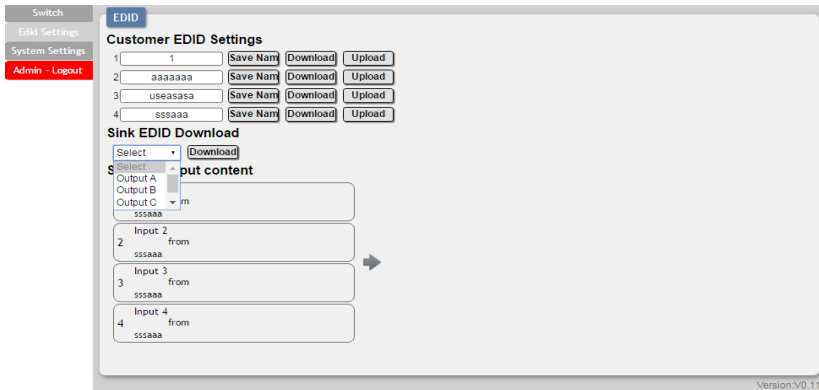 Switch
Edid Settings
System Settings
Admin - Logout
EDID
Customer EDID Settings
1 1 Save Nam Download Upload
2 aaaaaaa Save Nam Download Upload
3 useasasa Save Nam Download Upload
4 sssaaa Save Nam Download Upload
Sink EDID Download
Select Download
Select
Output A
Output B
Output C
S put content
m
sssaaa
Input 2
2 from
sssaaa
Input 3
3 from
sssaaa
Input 4
4 from
sssaaa
Version:V0.11